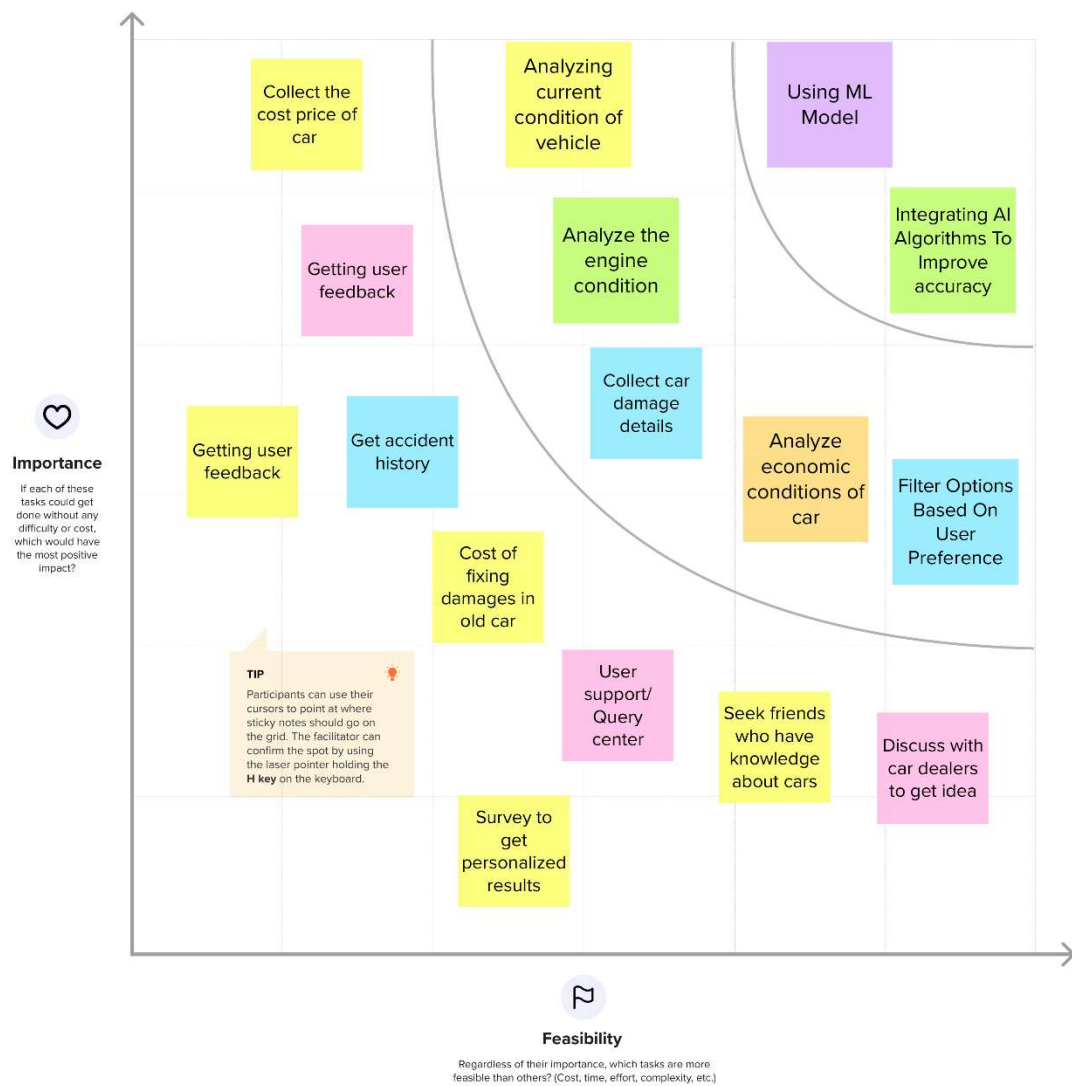 Collect the
cost price of
car
Analyzing
current
condition of
vehicle
Using ML
Model
Integrating AI
Algorithms To
Improve
accuracy
Getting user
feedback
Analyze the
engine
condition
Collect car
damage
details
Getting user
feedback
Get accident
history
Analyze
economic
conditions of
car
Filter Options
Based On
User
Preference
Importance
If each of these
tasks could get
done without any
difficulty or cost,
which would have
the most positive
impact?
Cost of
fixing
damages in
old car
TIP
Participants can use their
cursors to point at where
sticky notes should go on
the grid. The facilitator can
confirm the spot by using
the laser pointer holding the
H key on the keyboard.
User
support/
Query
center
Seek friends
who have
knowledge
about cars
Discuss with
car dealers
to get idea
Survey to
get
personalized
results
Feasibility
Regardless of their importance, which tasks are more
feasible than others? (Cost, time, effort, complexity, etc.)